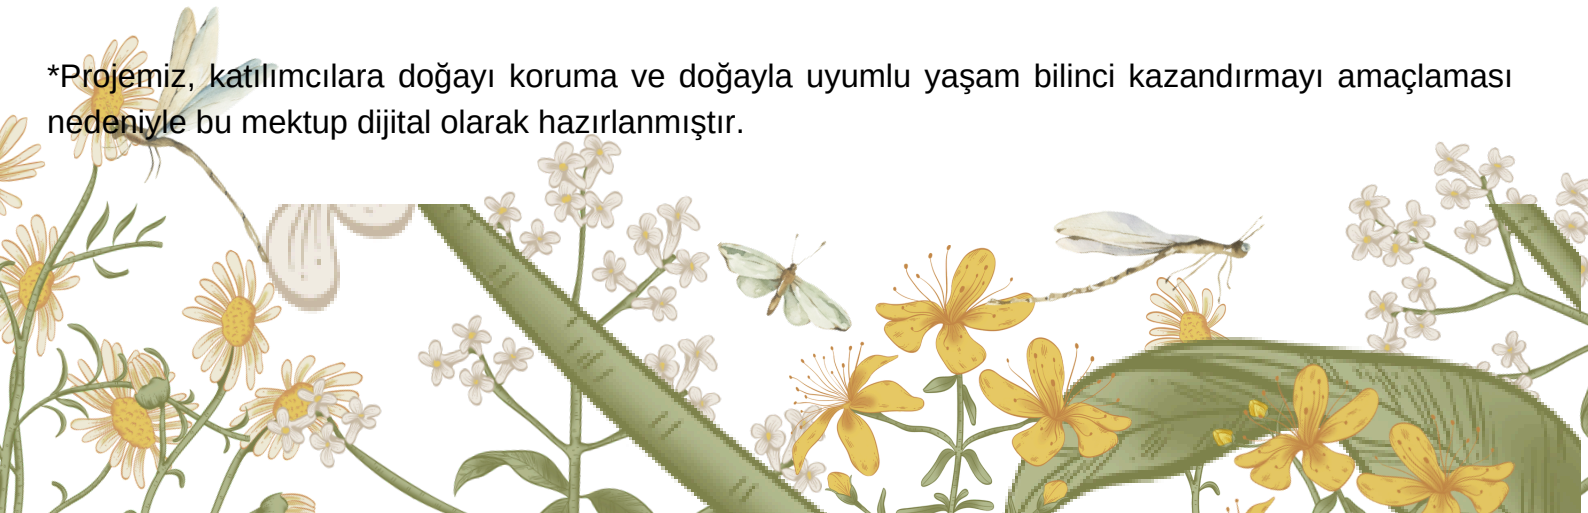 *Projemiz, katılımcılara doğayı koruma ve doğayla uyumlu yaşam bilinci kazandırmayı amaçlaması
nedeniyle bu mektup dijital olarak hazırlanmıştır.